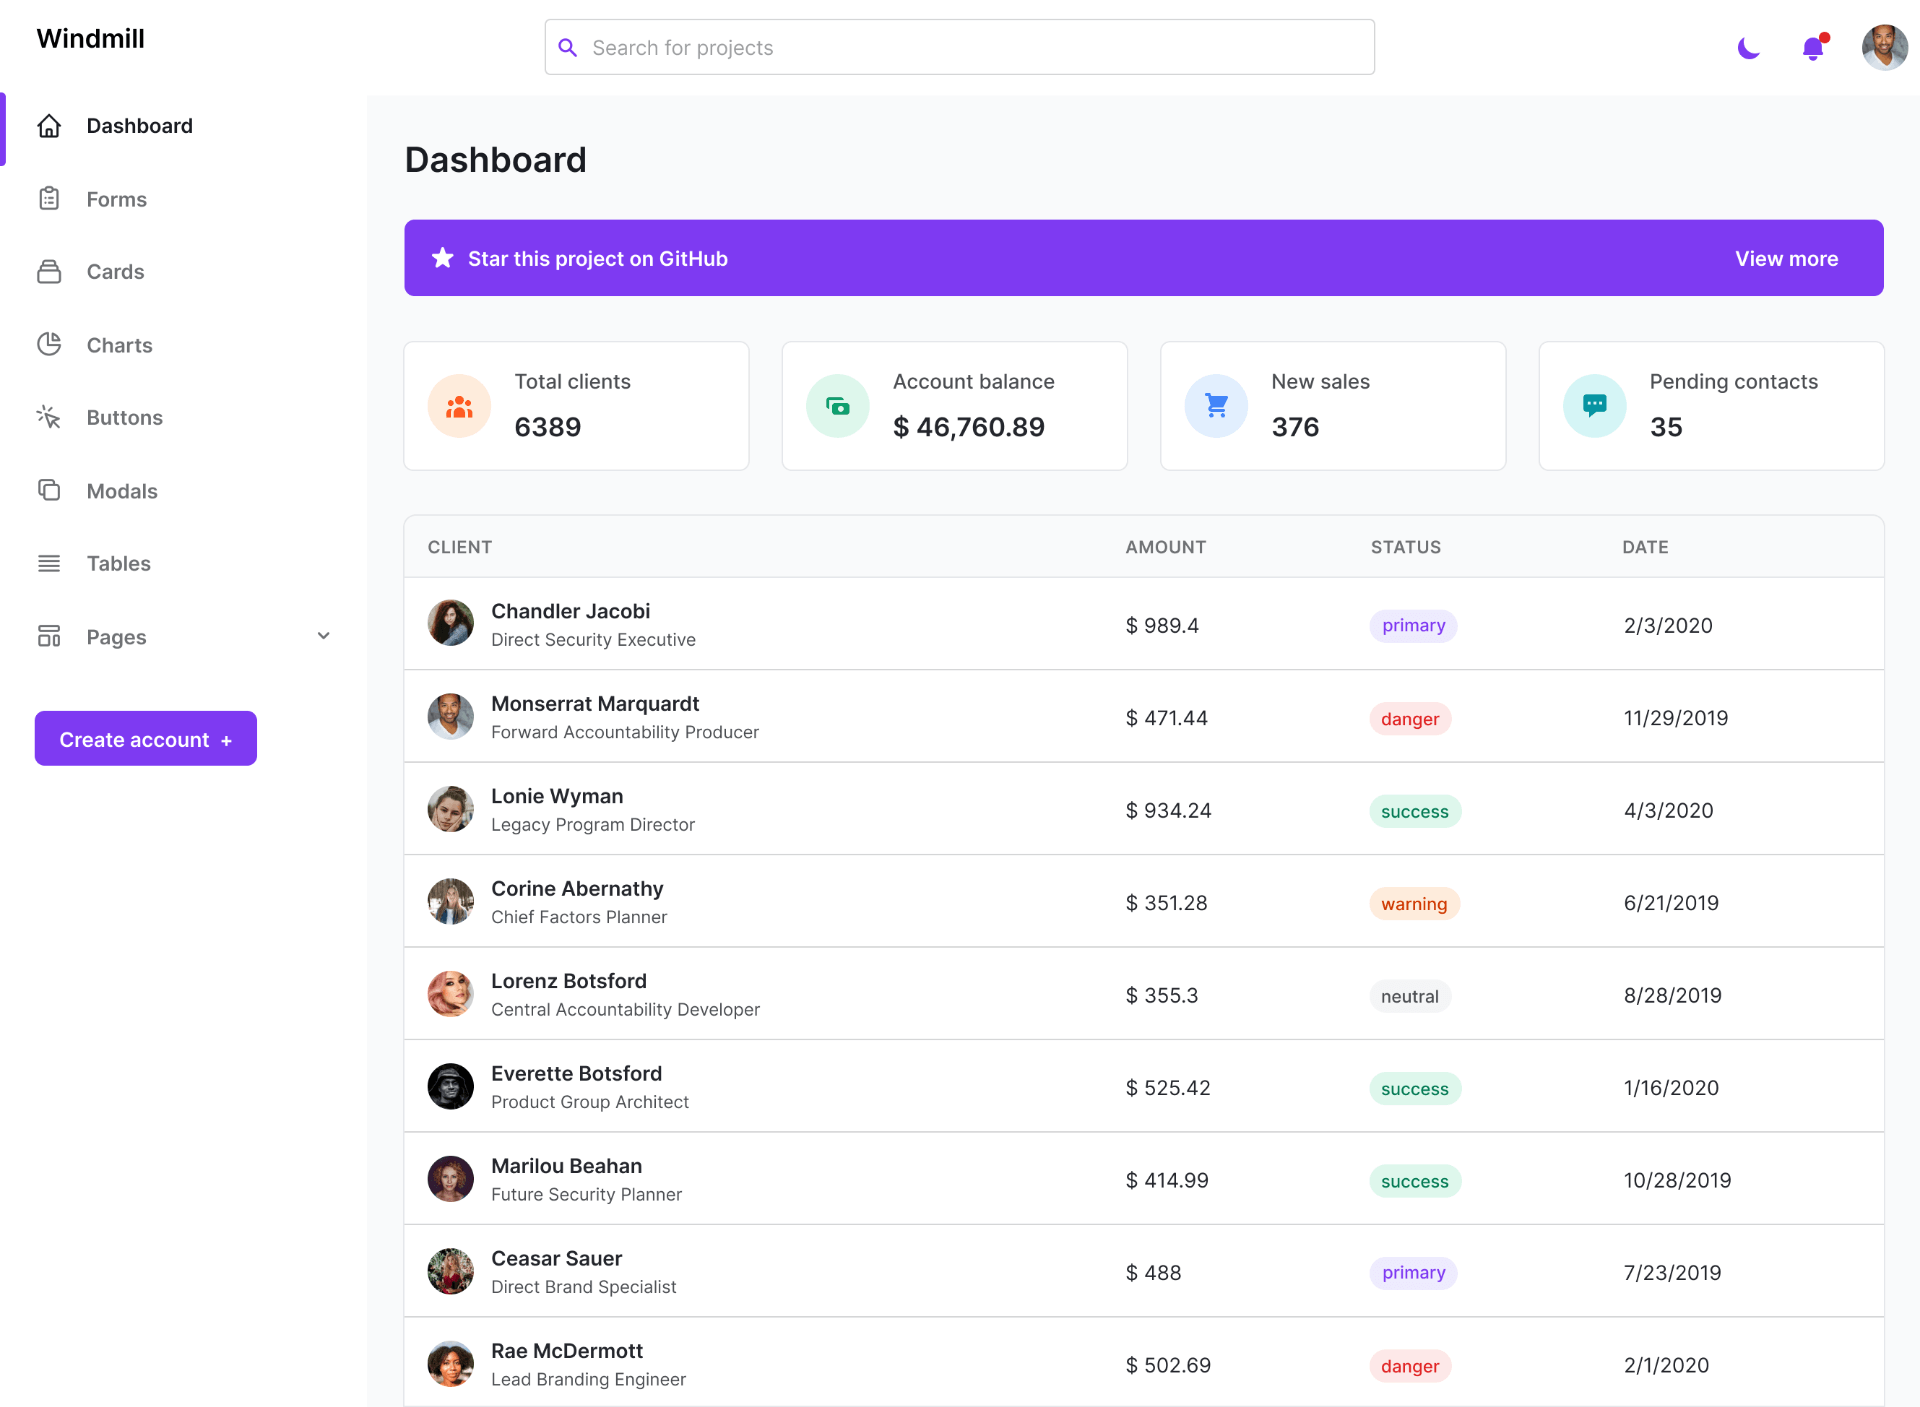 Windmill
Search for projects
Dashboard
Forms
Cards
Charts
Buttons
Modals
Tables
Pages
Create account +
Dashboard
Star this project on GitHub View more
Total clients
6389
Account balance
$ 46,760.89
New sales
376
Pending contacts
35
CLIENT AMOUNT STATUS DATE
Chandler Jacobi
Direct Security Executive
$ 989.4 primary 2/3/2020
Monserrat Marquardt
Forward Accountability Producer
$ 471.44 danger 11/29/2019
Lonie Wyman
Legacy Program Director
$ 934.24 success 4/3/2020
Corine Abernathy
Chief Factors Planner
$ 351.28 warning 6/21/2019
Lorenz Botsford
Central Accountability Developer
$ 355.3 neutral 8/28/2019
Everette Botsford
Product Group Architect
$ 525.42 success 1/16/2020
Marilou Beahan
Future Security Planner
$ 414.99 success 10/28/2019
Ceasar Sauer
Direct Brand Specialist
$ 488 primary 7/23/2019
Rae McDermott
Lead Branding Engineer
$ 502.69 danger 2/1/2020